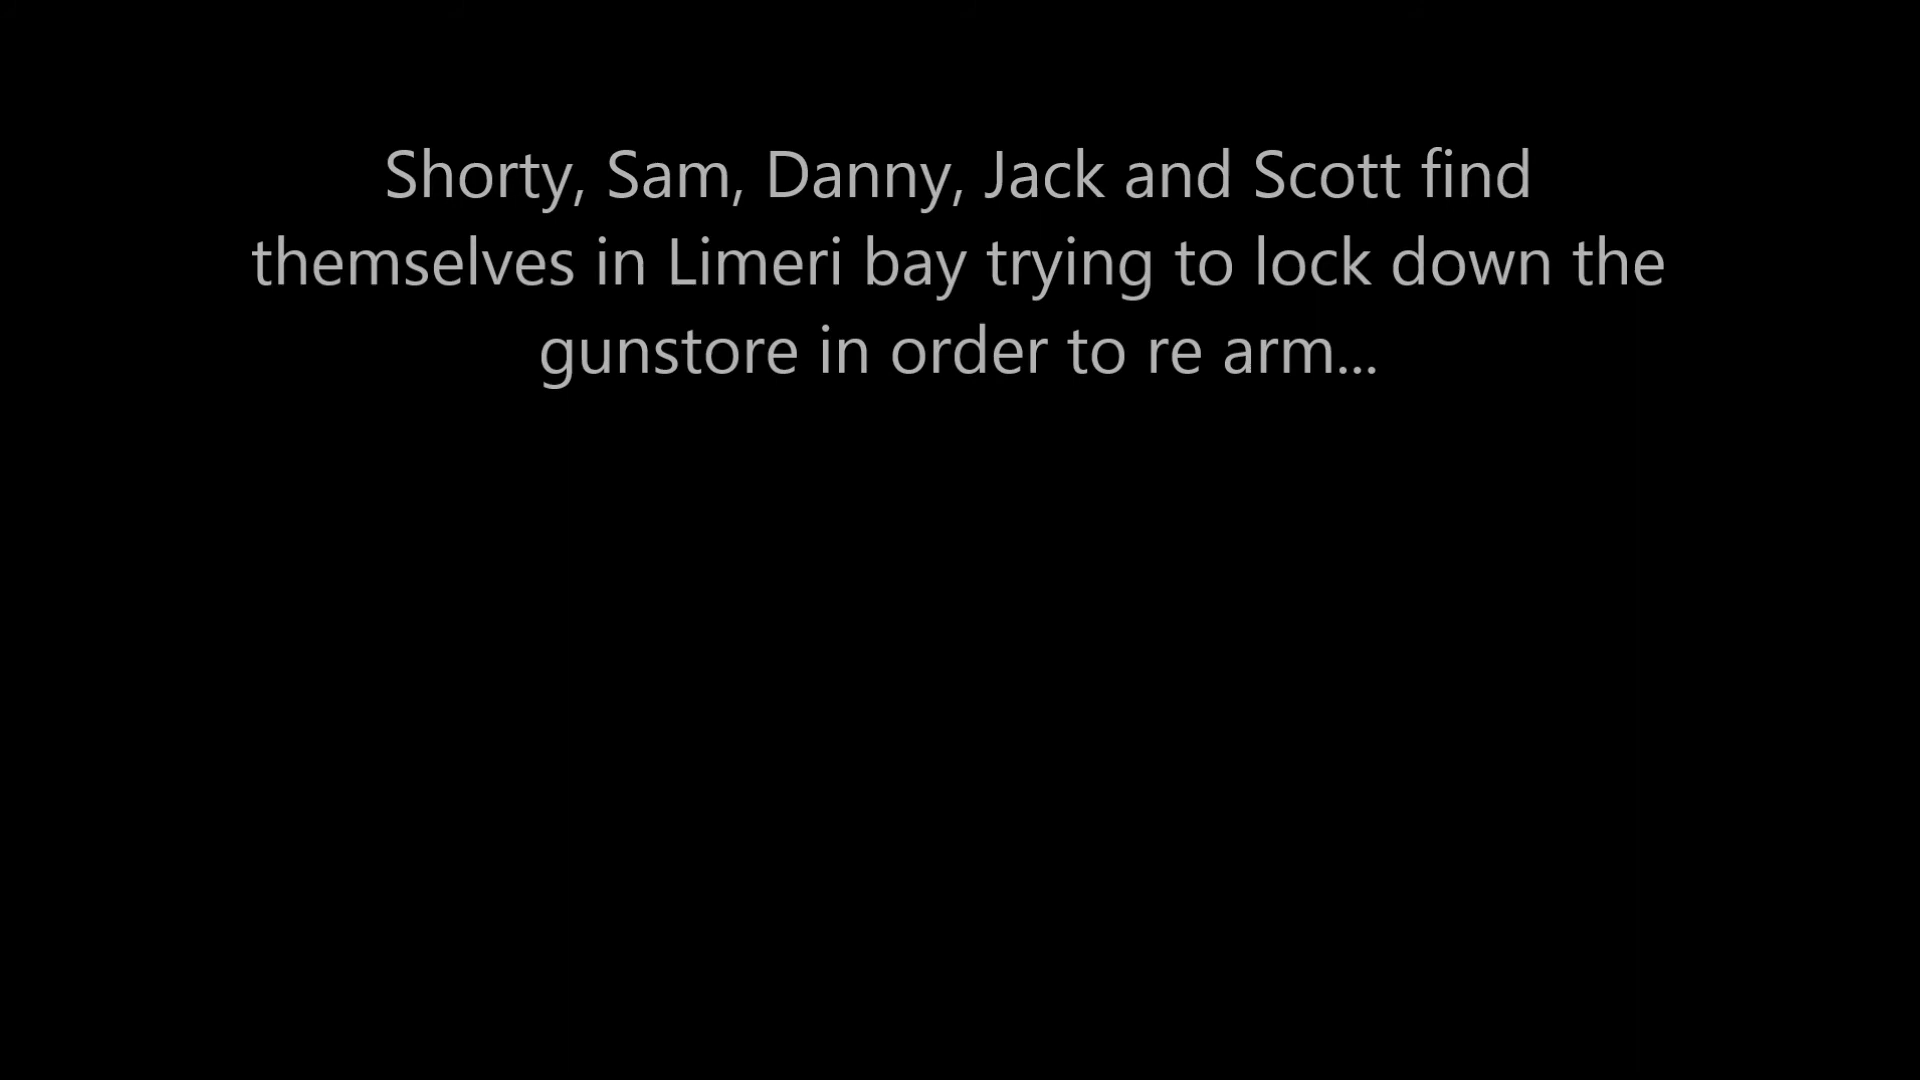 Shorty, Sam, Danny, Jack and Scott find
themselves in Limeri bay trying to lock down the
gunstore in order to re arm...